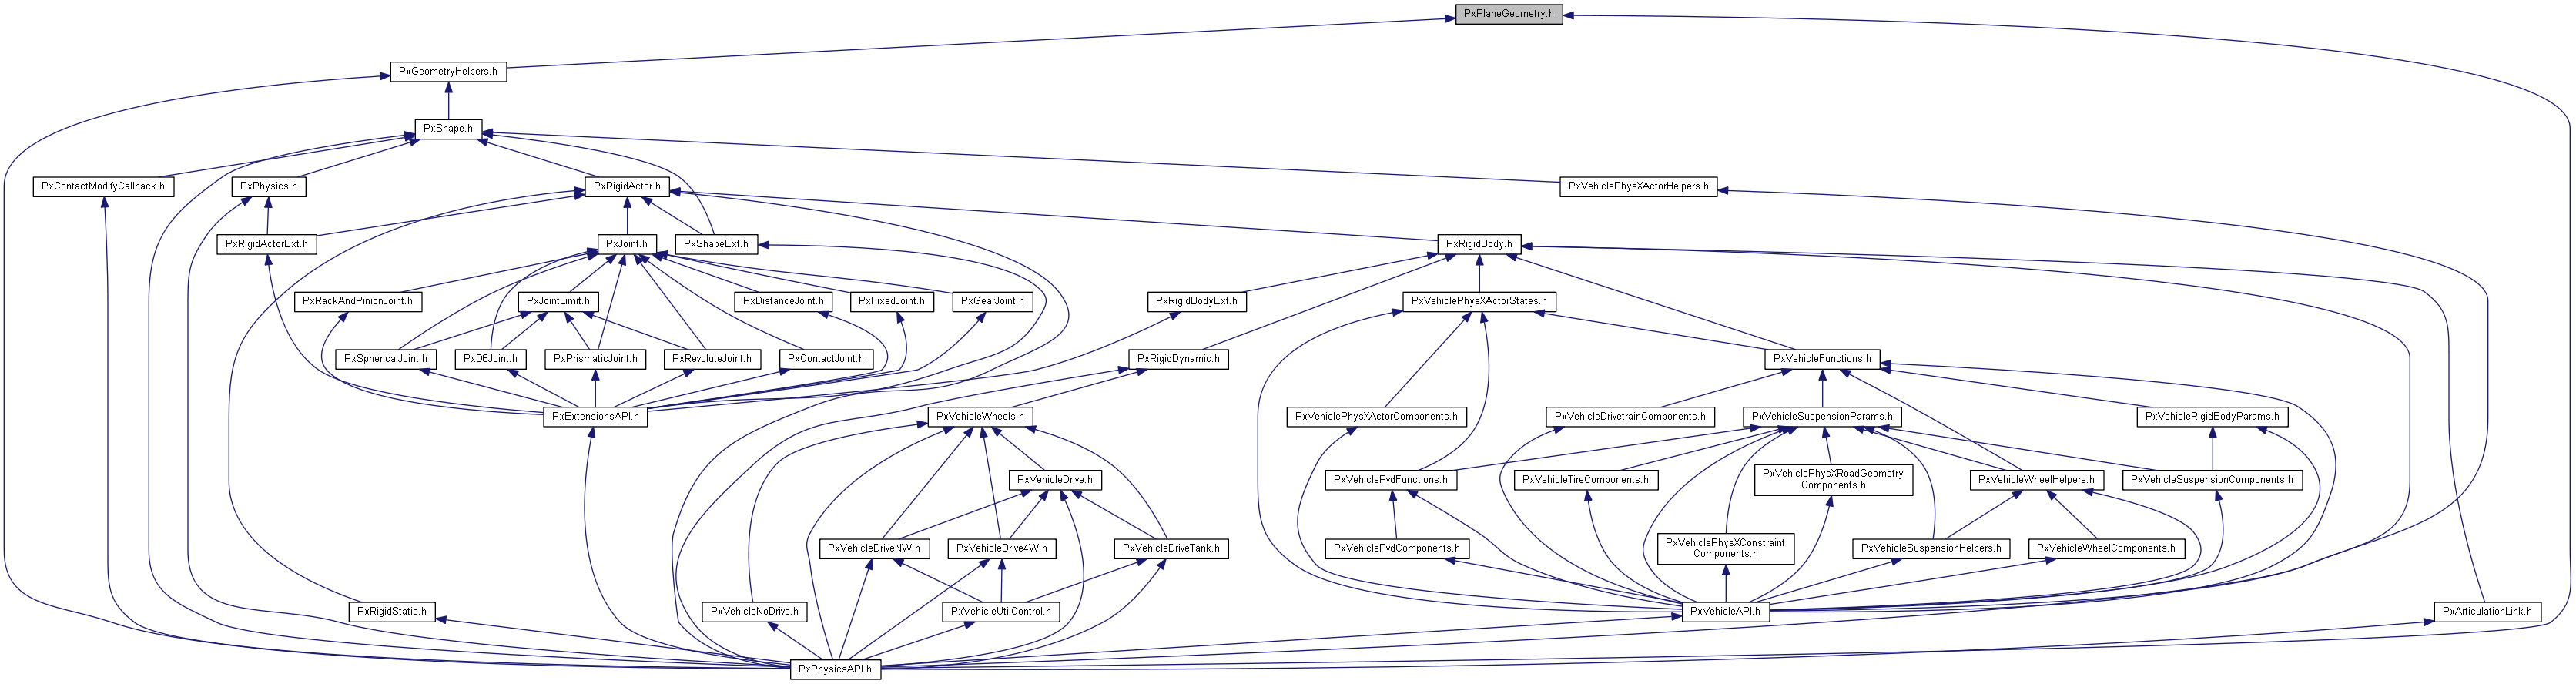 PxPlaneGeometry.h
PxGeometryHelpers.h
PxShape.h
PxContactModifyCallback.h
PxPhysics.h
PxRigidActor.h
PxVehiclePhysXActorHelpers.h
PxRigidActorExt.h
PxJoint.h
PxShapeExt.h
PxRigidBody.h
PxRackAndPinionJoint.h
PxJointLimit.h
PxDistanceJoint.h
PxFixedJoint.h
PxGearJoint.h
PxRigidBodyExt.h
PxVehiclePhysXActorStates.h
PxSphericalJoint.h
PxD6Joint.h
PxPrismaticJoint.h
PxRevoluteJoint.h
PxContactJoint.h
PxRigidDynamic.h
PxVehicleFunctions.h
PxExtensionsAPI.h
PxVehicleWheels.h
PxVehiclePhysXActorComponents.h
PxVehicleDrivetrainComponents.h
PxVehicleSuspensionParams.h
PxVehicleRigidBodyParams.h
PxVehicleDrive.h
PxVehiclePvdFunctions.h
PxVehicleTireComponents.h
PxVehiclePhysXRoadGeometry
Components.h
PxVehicleWheelHelpers.h
PxVehicleSuspensionComponents.h
PxVehicleDriveNW.h
PxVehicleDrive4W.h
PxVehicleDriveTank.h
PxVehiclePvdComponents.h
PxVehiclePhysXConstraint
Components.h
PxVehicleSuspensionHelpers.h
PxVehicleWheelComponents.h
PxRigidStatic.h
PxVehicleNoDrive.h
PxVehicleUtilControl.h
PxVehicleAPI.h
PxArticulationLink.h
PxPhysicsAPI.h